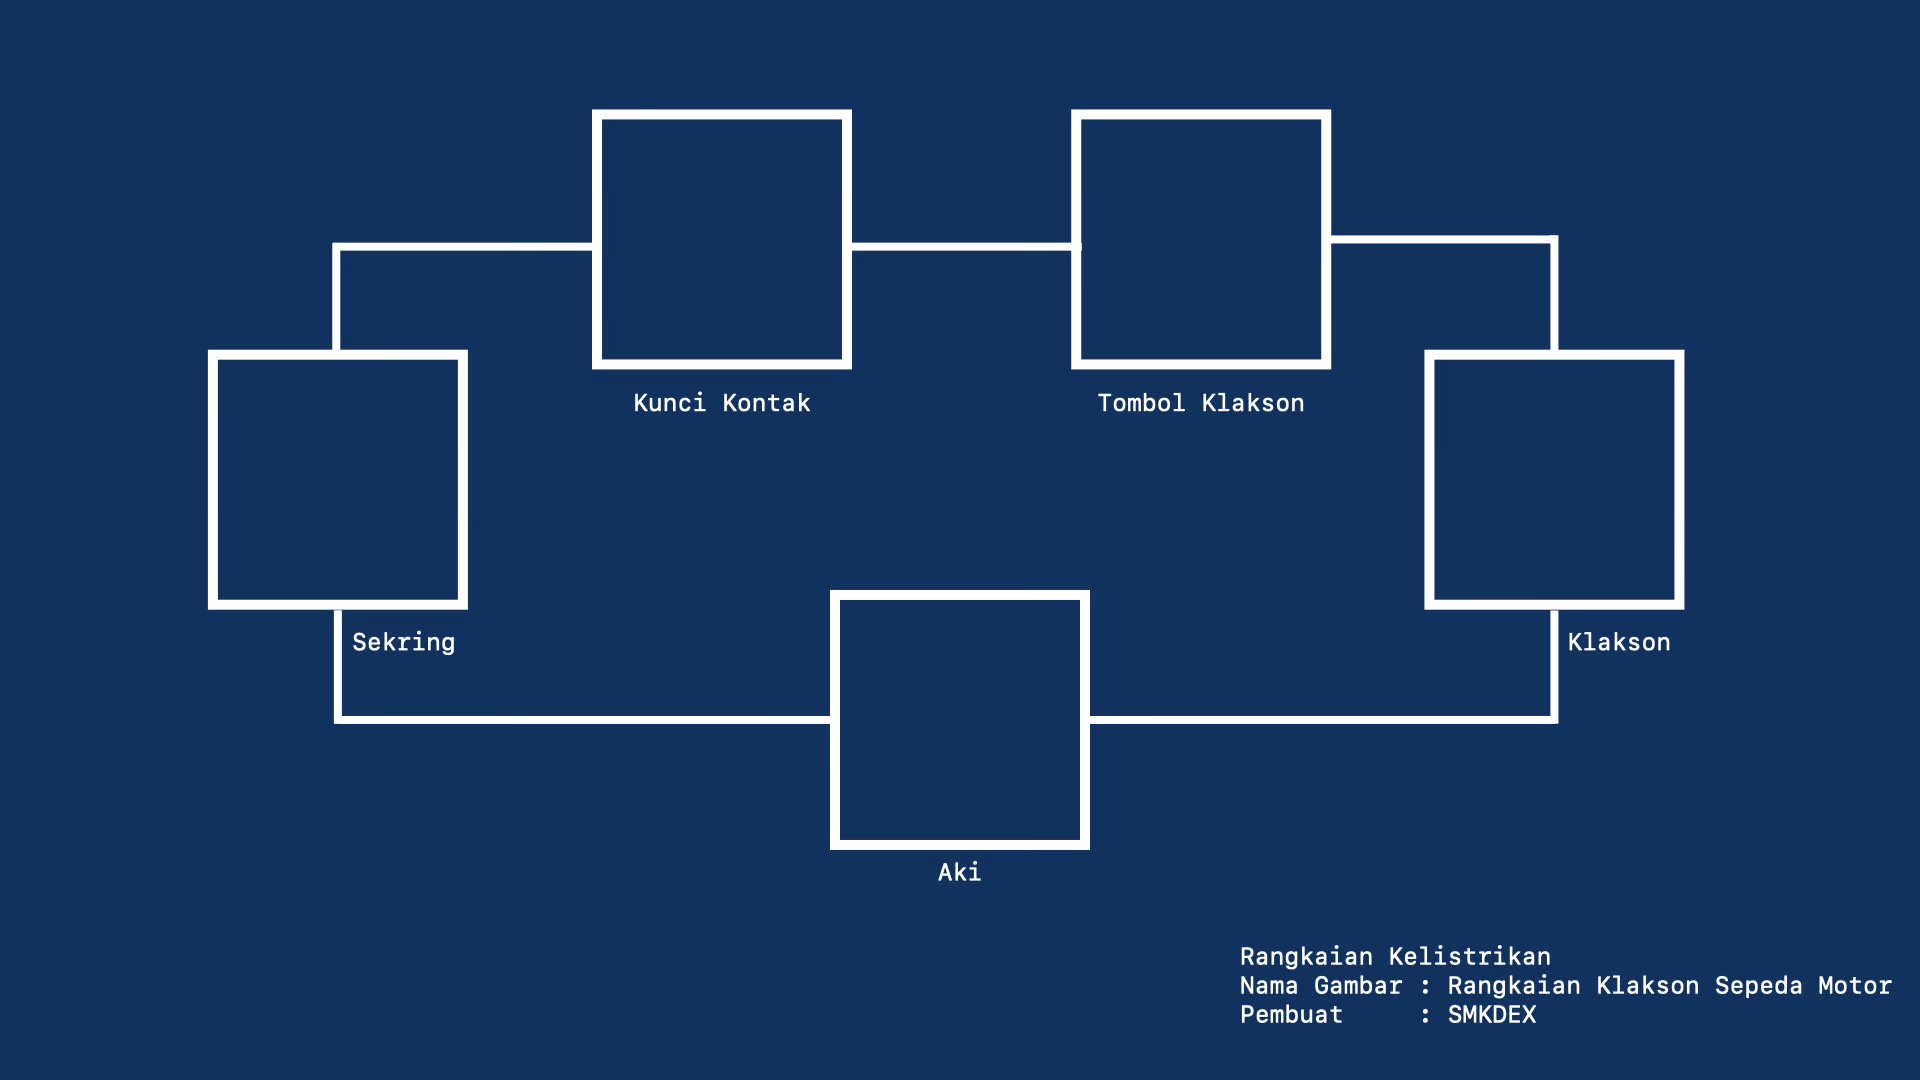 Kunci Kontak
Tombol Klakson
Sekring
Klakson
Aki
Rangkaian Kelistrikan
Nama Gambar : Rangkaian Klakson Sepeda Motor
Pembuat : SMKDEX